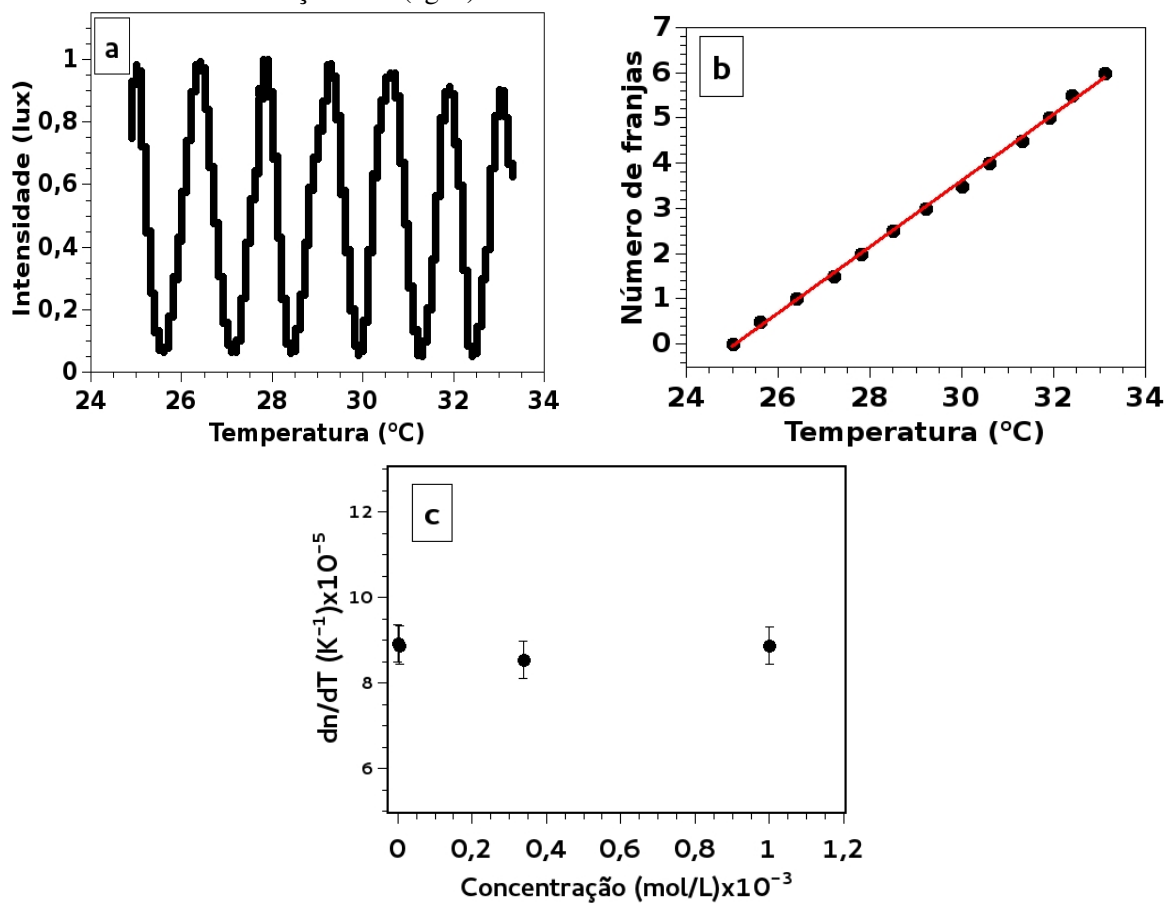 a
Intensidade (lux)
1
0,8
0,6
0,4
0,2
0
24 26 28 30 32 34
Temperatura (°C)
b
Número de franjas
7
6
5
4
3
2
1
0
24 26 28 30 32 34
Temperatura (°C)
c
dn/dT (K⁻¹)x10⁻⁵
12
10
8
6
0 0,2 0,4 0,6 0,8 1 1,2
Concentração (mol/L)x10⁻³